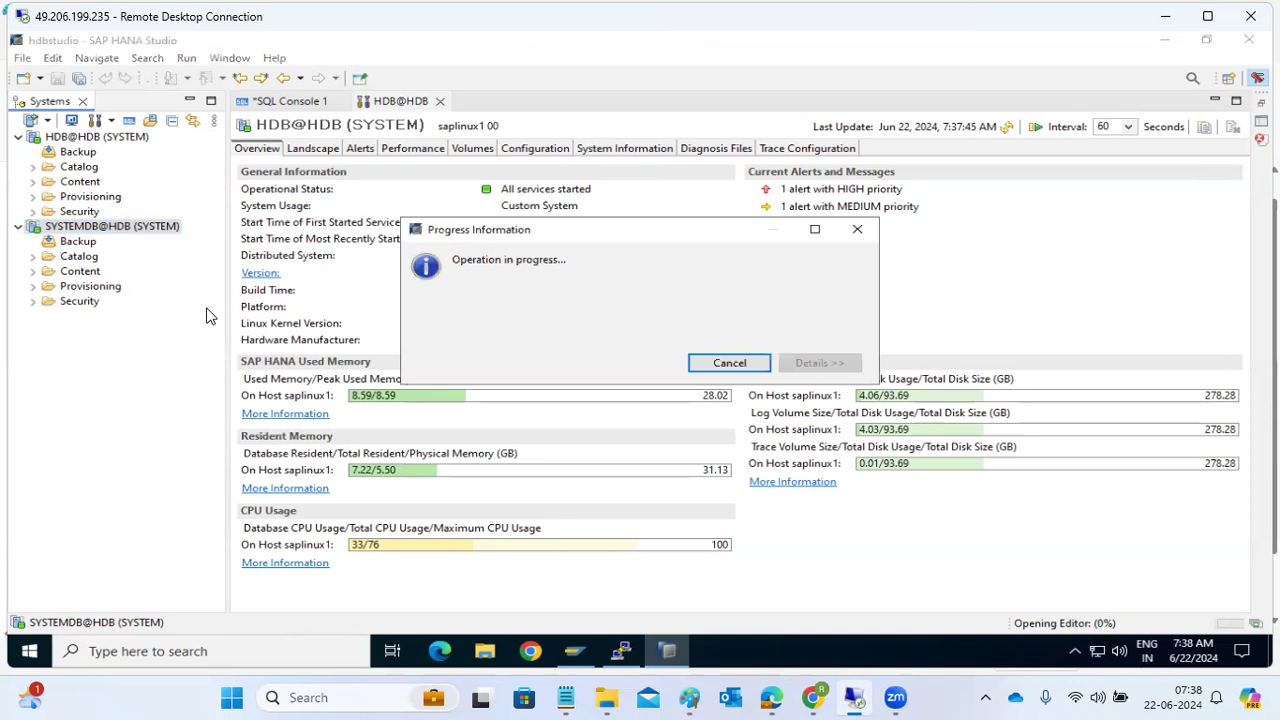 49.206.199.235 - Remote Desktop Connection
hdbstudio - SAP HANA Studio
File Edit Navigate Search Run Window Help
Systems
*SQL Console 1
HDB@HDB
HDB@HDB (SYSTEM)
Backup
Catalog
Content
Provisioning
Security
SYSTEMDB@HDB (SYSTEM)
Backup
Catalog
Content
Provisioning
Security
HDB@HDB (SYSTEM) saplinux1 00
Last Update: Jun 22, 2024, 7:37:45 AM
Interval: 60 Seconds
Overview Landscape Alerts Performance Volumes Configuration System Information Diagnosis Files Trace Configuration
General Information
Operational Status: All services started
System Usage: Custom System
Start Time of First Started Service
Start Time of Most Recently Start
Distributed System:
Version:
Build Time:
Platform:
Linux Kernel Version:
Hardware Manufacturer:
Current Alerts and Messages
1 alert with HIGH priority
1 alert with MEDIUM priority
Progress Information
Operation in progress...
Cancel
Details >>
SAP HANA Used Memory
Used Memory/Peak Used Memo
On Host saplinux1: 8.59/8.59 28.02
More Information
Resident Memory
Database Resident/Total Resident/Physical Memory (GB)
On Host saplinux1: 7.22/5.50 31.13
More Information
CPU Usage
Database CPU Usage/Total CPU Usage/Maximum CPU Usage
On Host saplinux1: 33/76 100
More Information
k Usage/Total Disk Size (GB)
On Host saplinux1: 4.06/93.69 278.28
Log Volume Size/Total Disk Usage/Total Disk Size (GB)
On Host saplinux1: 4.03/93.69 278.28
Trace Volume Size/Total Disk Usage/Total Disk Size (GB)
On Host saplinux1: 0.01/93.69 278.28
More Information
SYSTEMDB@HDB (SYSTEM)
Opening Editor: (0%)
Type here to search
ENG
IN
7:38 AM
6/22/2024
1
Search
R
zm
07:38
22-06-2024
PRE